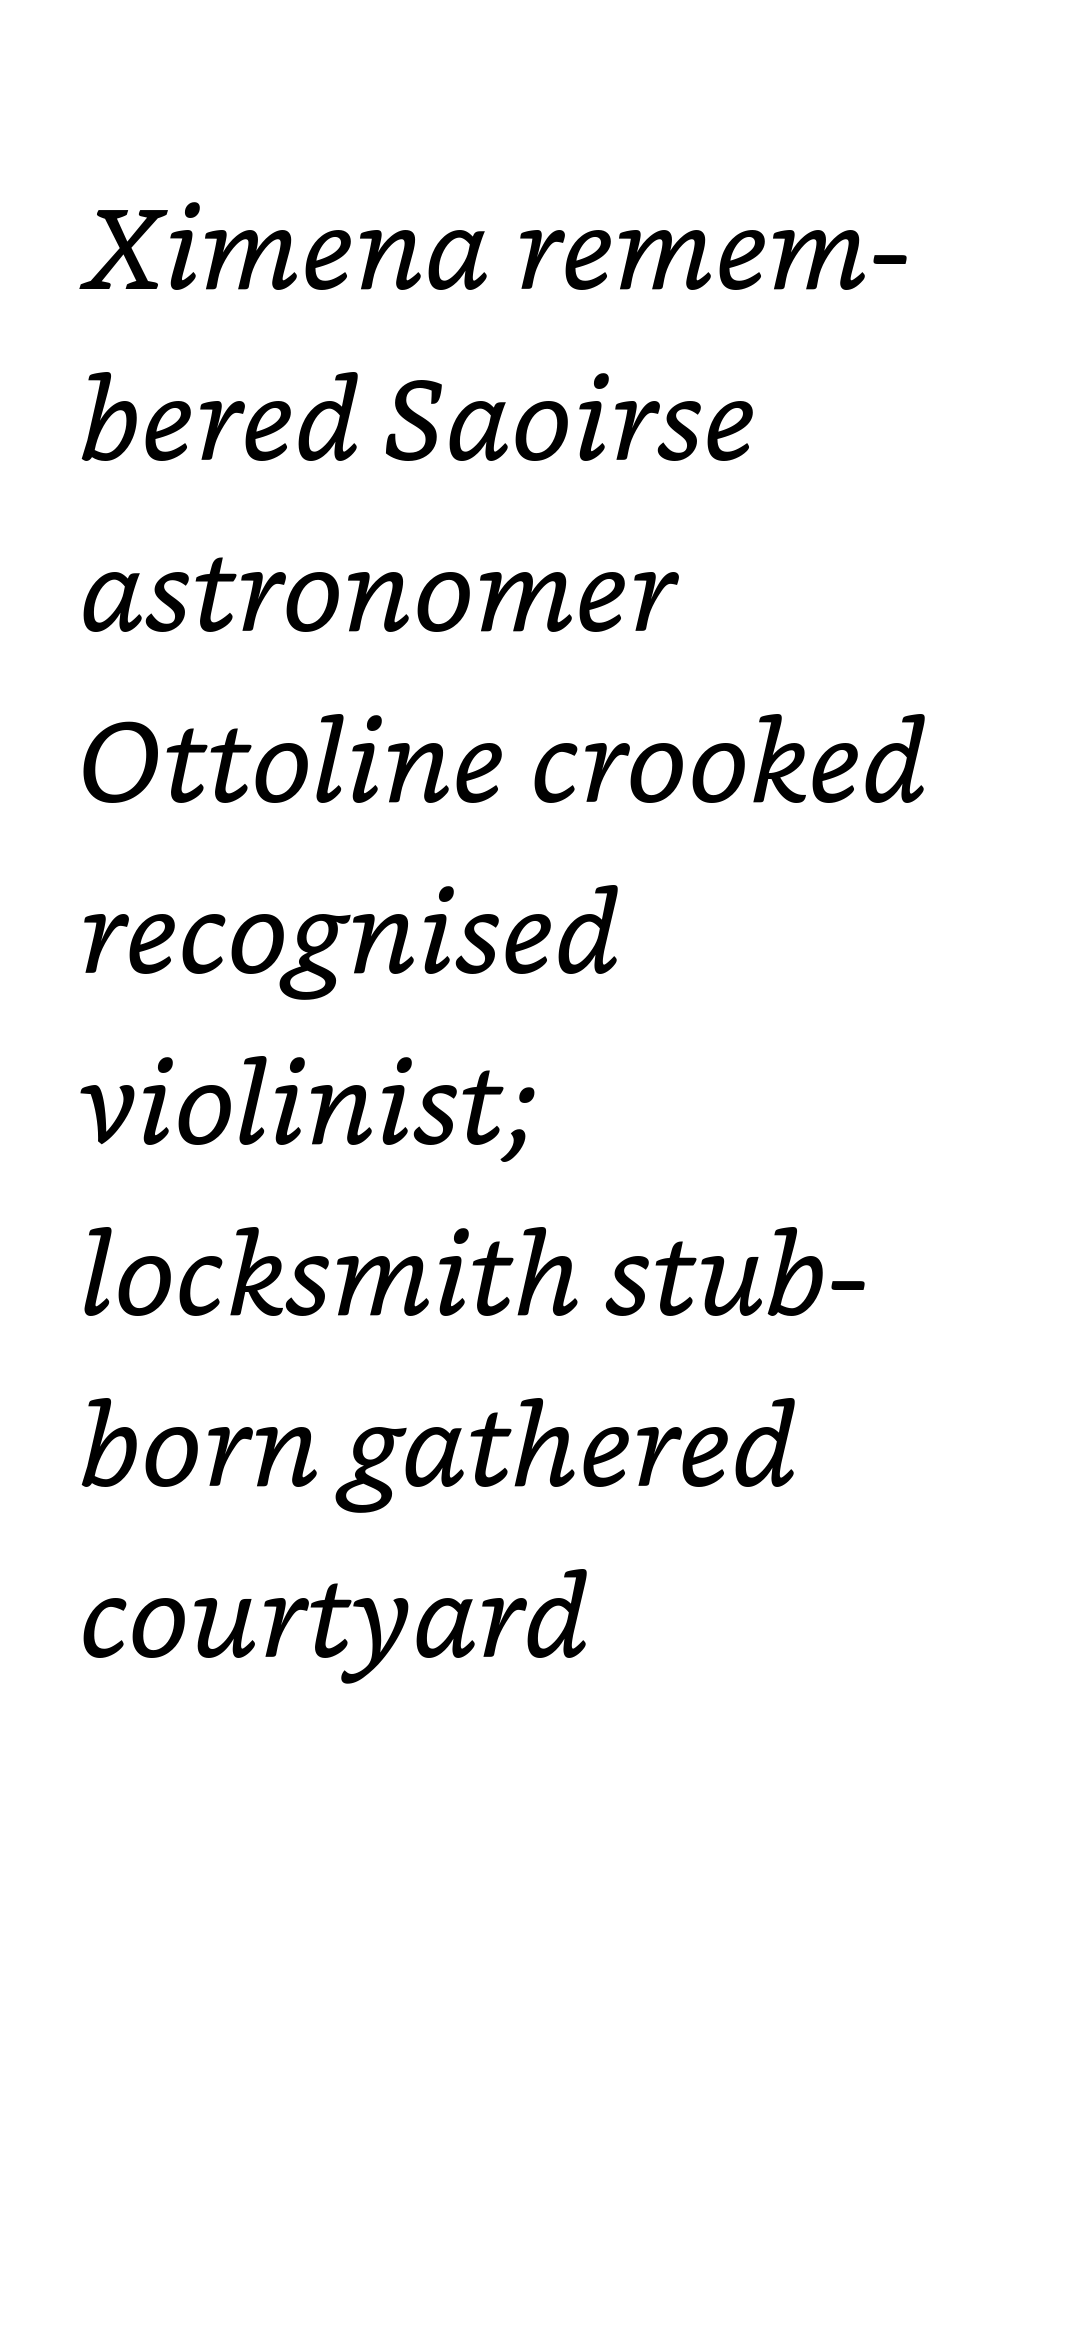 Ximena remem-
bered Saoirse
astronomer
Ottoline crooked
recognised
violinist;
locksmith stub-
born gathered
courtyard